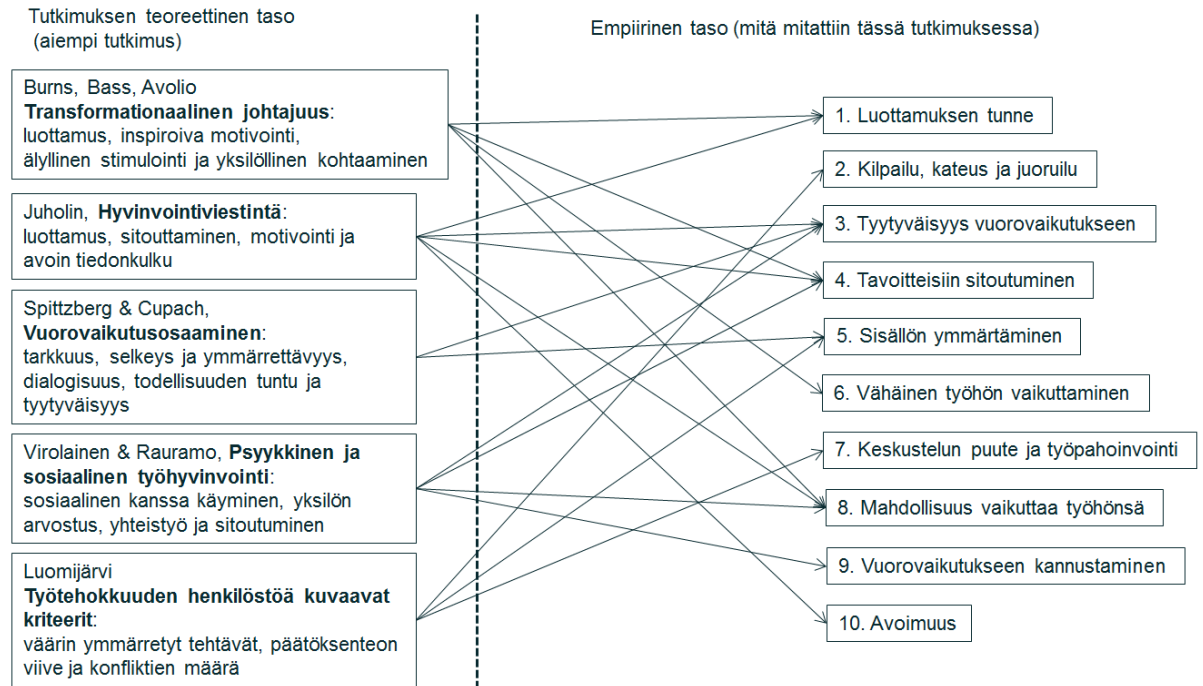 Tutkimuksen teoreettinen taso
(aiempi tutkimus)
Empiirinen taso (mitä mitattiin tässä tutkimuksessa)
Burns, Bass, Avolio
Transformationaalinen johtajuus:
luottamus, inspiroiva motivointi,
älyllinen stimulointi ja yksilöllinen kohtaaminen
Juholin, Hyvinvointiviestintä:
luottamus, sitouttaminen, motivointi ja
avoin tiedonkulku
Spittzberg & Cupach,
Vuorovaikutusosaaminen:
tarkkuus, selkeys ja ymmärrettävyys,
dialogisuus, todellisuuden tuntu ja
tyytyväisyys
Virolainen & Rauramo, Psyykkinen ja
sosiaalinen työhyvinvointi:
sosiaalinen kanssa käyminen, yksilön
arvostus, yhteistyö ja sitoutuminen
Luomijärvi
Työtehokkuuden henkilöstöä kuvaavat
kriteerit:
väärin ymmärretyt tehtävät, päätöksenteon
viive ja konfliktien määrä
1. Luottamuksen tunne
2. Kilpailu, kateus ja juoruilu
3. Tyytyväisyys vuorovaikutukseen
4. Tavoitteisiin sitoutuminen
5. Sisällön ymmärtäminen
6. Vähäinen työhön vaikuttaminen
7. Keskustelun puute ja työpahoinvointi
8. Mahdollisuus vaikuttaa työhönsä
9. Vuorovaikutukseen kannustaminen
10. Avoimuus